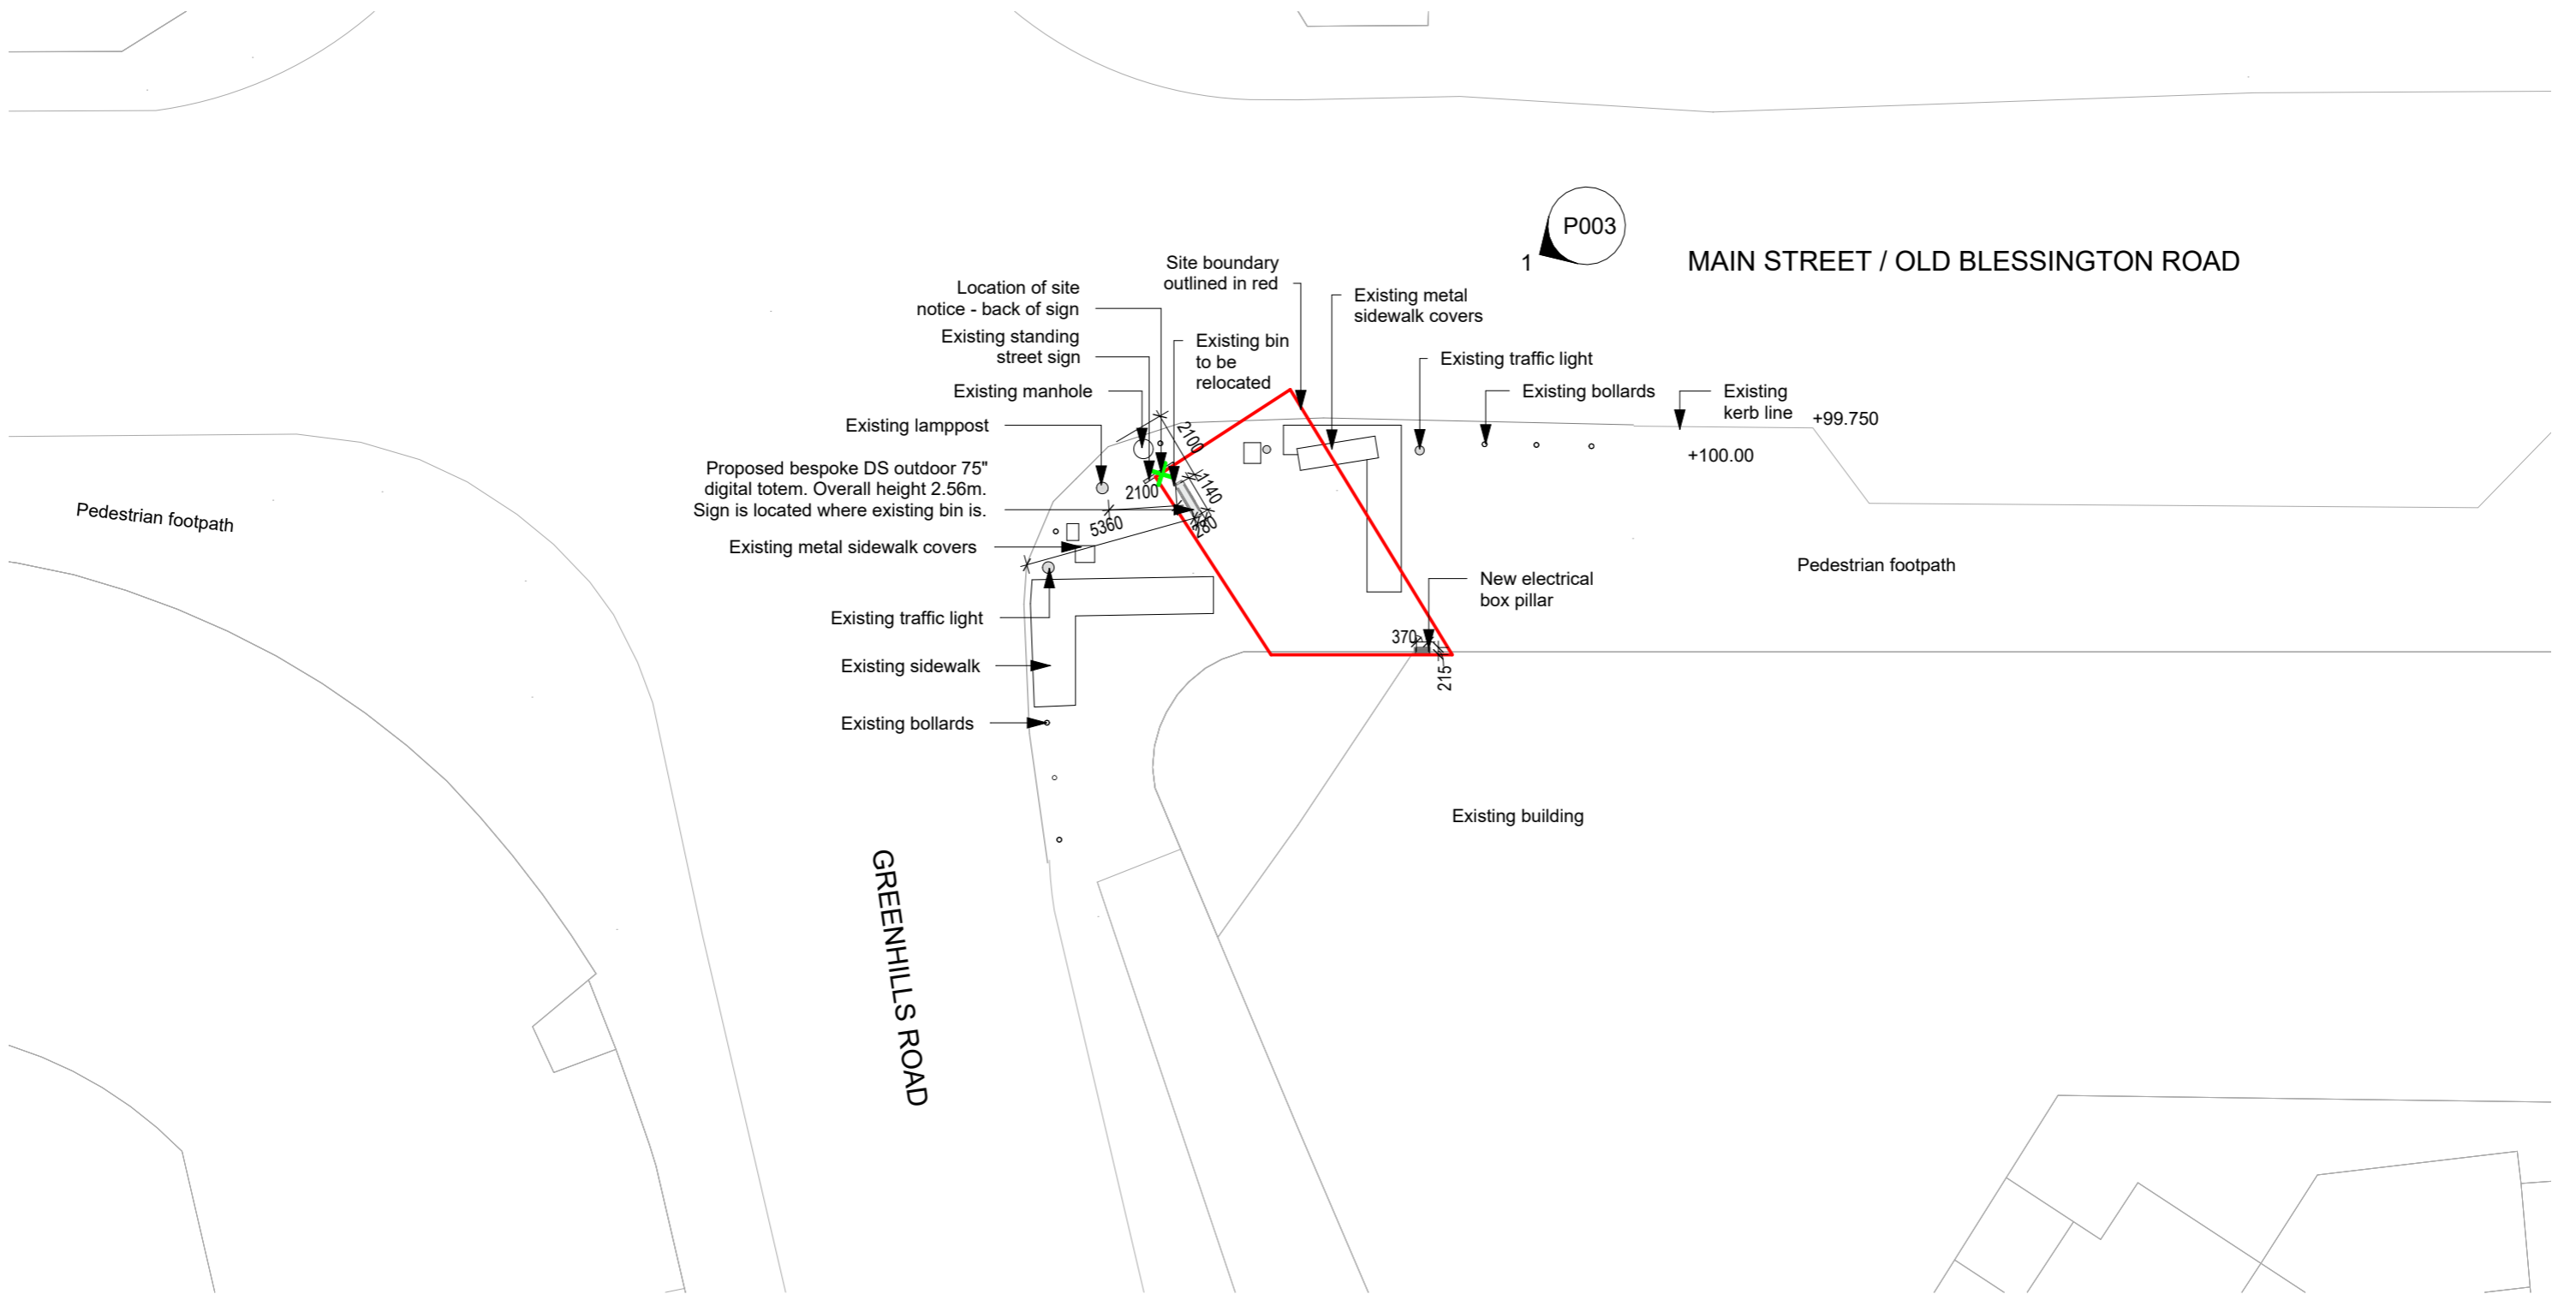 P003
1
MAIN STREET / OLD BLESSINGTON ROAD
Site boundary
outlined in red
Location of site
notice - back of sign
Existing metal
sidewalk covers
Existing standing
street sign
Existing bin
to be
relocated
Existing traffic light
Existing manhole
Existing bollards
Existing
kerb line
+99.750
Existing lamppost
2100
+100.00
Proposed bespoke DS outdoor 75"
digital totem. Overall height 2.56m.
Sign is located where existing bin is.
2100
1140
5360
280
Pedestrian footpath
Existing metal sidewalk covers
Pedestrian footpath
New electrical
box pillar
Existing traffic light
370
215
Existing sidewalk
Existing bollards
Existing building
GREENHILLS ROAD